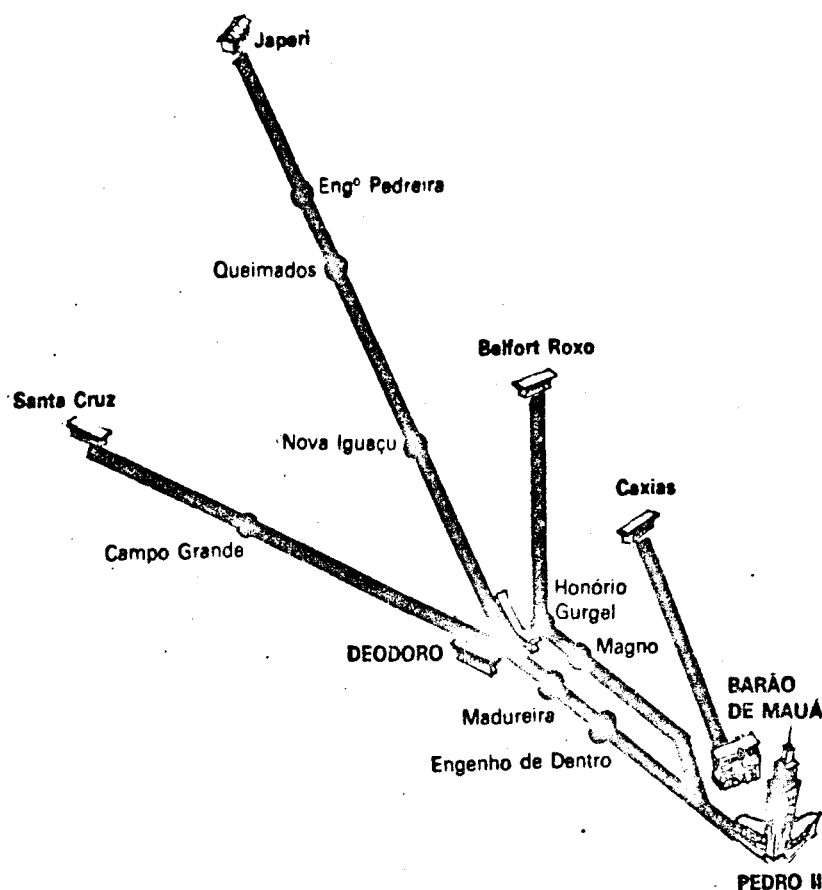 Japeri
Engº Pedreira
Queimados
Belfort Roxo
Santa Cruz
Nova Iguaçu
Caxias
Campo Grande
Honório
Gurgel
DEODORO
Magno
BARÃO
DE MAUÁ
Madureira
Engenho de Dentro
PEDRO II